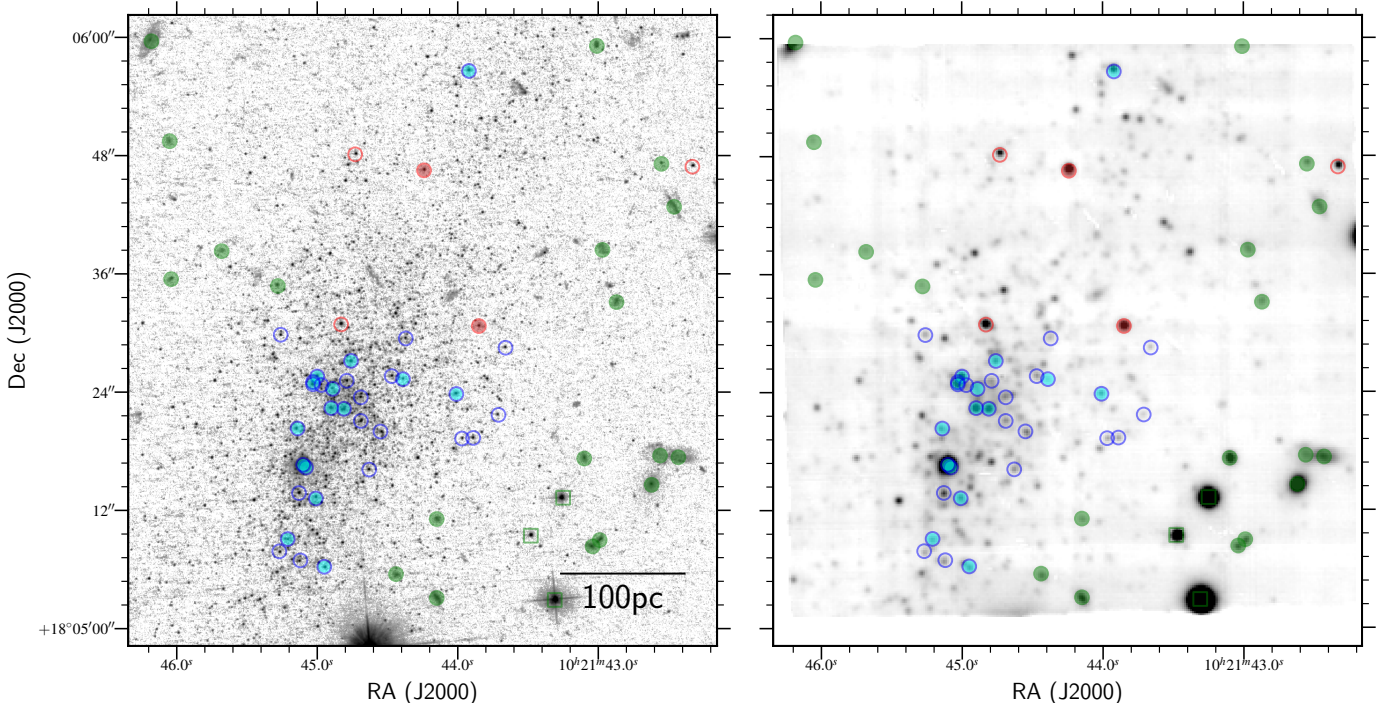 06′00″
48″
36″
24″
12″
+18°05′00″
Dec (J2000)
100pc
46.0ˢ 45.0ˢ 44.0ˢ 10ʰ21ᵐ43.0ˢ
RA (J2000)
46.0ˢ 45.0ˢ 44.0ˢ 10ʰ21ᵐ43.0ˢ
RA (J2000)